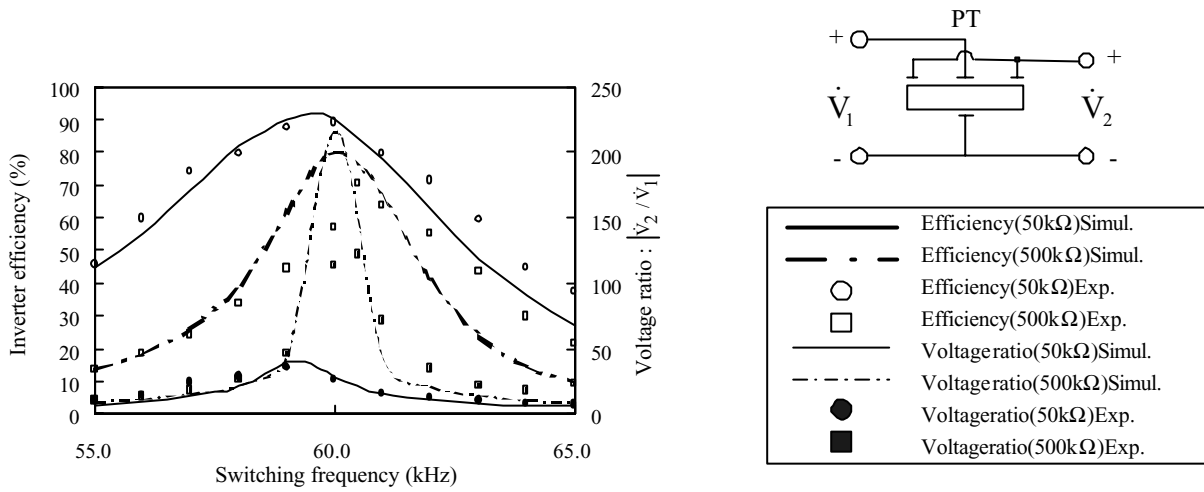 PT
+
+
V̇1
V̇2
-
-
Inverter efficiency (%)
100
90
80
70
60
50
40
30
20
10
0
250
200
150
100
50
0
Voltage ratio : |V̇2 / V̇1|
55.0
60.0
65.0
Switching frequency (kHz)
Efficiency(50kΩ)Simul.
Efficiency(500kΩ)Simul.
Efficiency(50kΩ)Exp.
Efficiency(500kΩ)Exp.
Voltage ratio(50kΩ)Simul.
Voltage ratio(500kΩ)Simul.
Voltageratio(50kΩ)Exp.
Voltageratio(500kΩ)Exp.